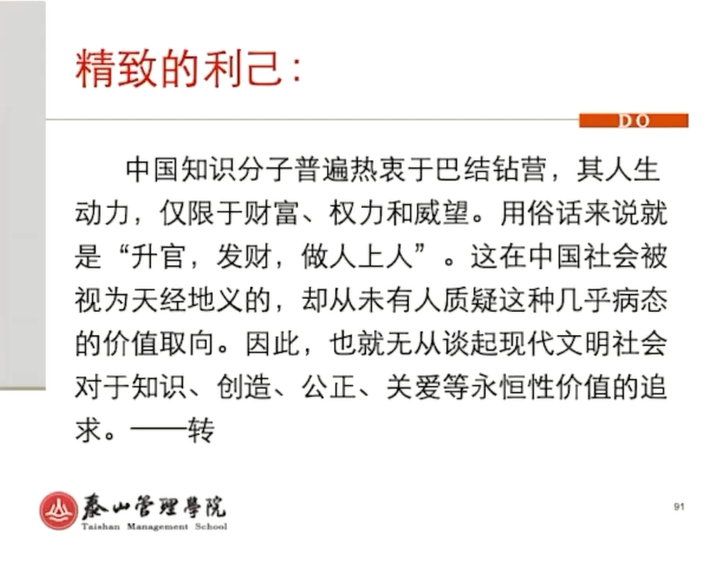 精致的利己：
DO
中国知识分子普遍热衷于巴结钻营，其人生
动力，仅限于财富、权力和威望。用俗话来说就
是“升官，发财，做人上人”。这在中国社会被
视为天经地义的，却从未有人质疑这种几乎病态
的价值取向。因此，也就无从谈起现代文明社会
对于知识、创造、公正、关爱等永恒性价值的追
求。——转
泰山管理學院
Taishan Management School
91